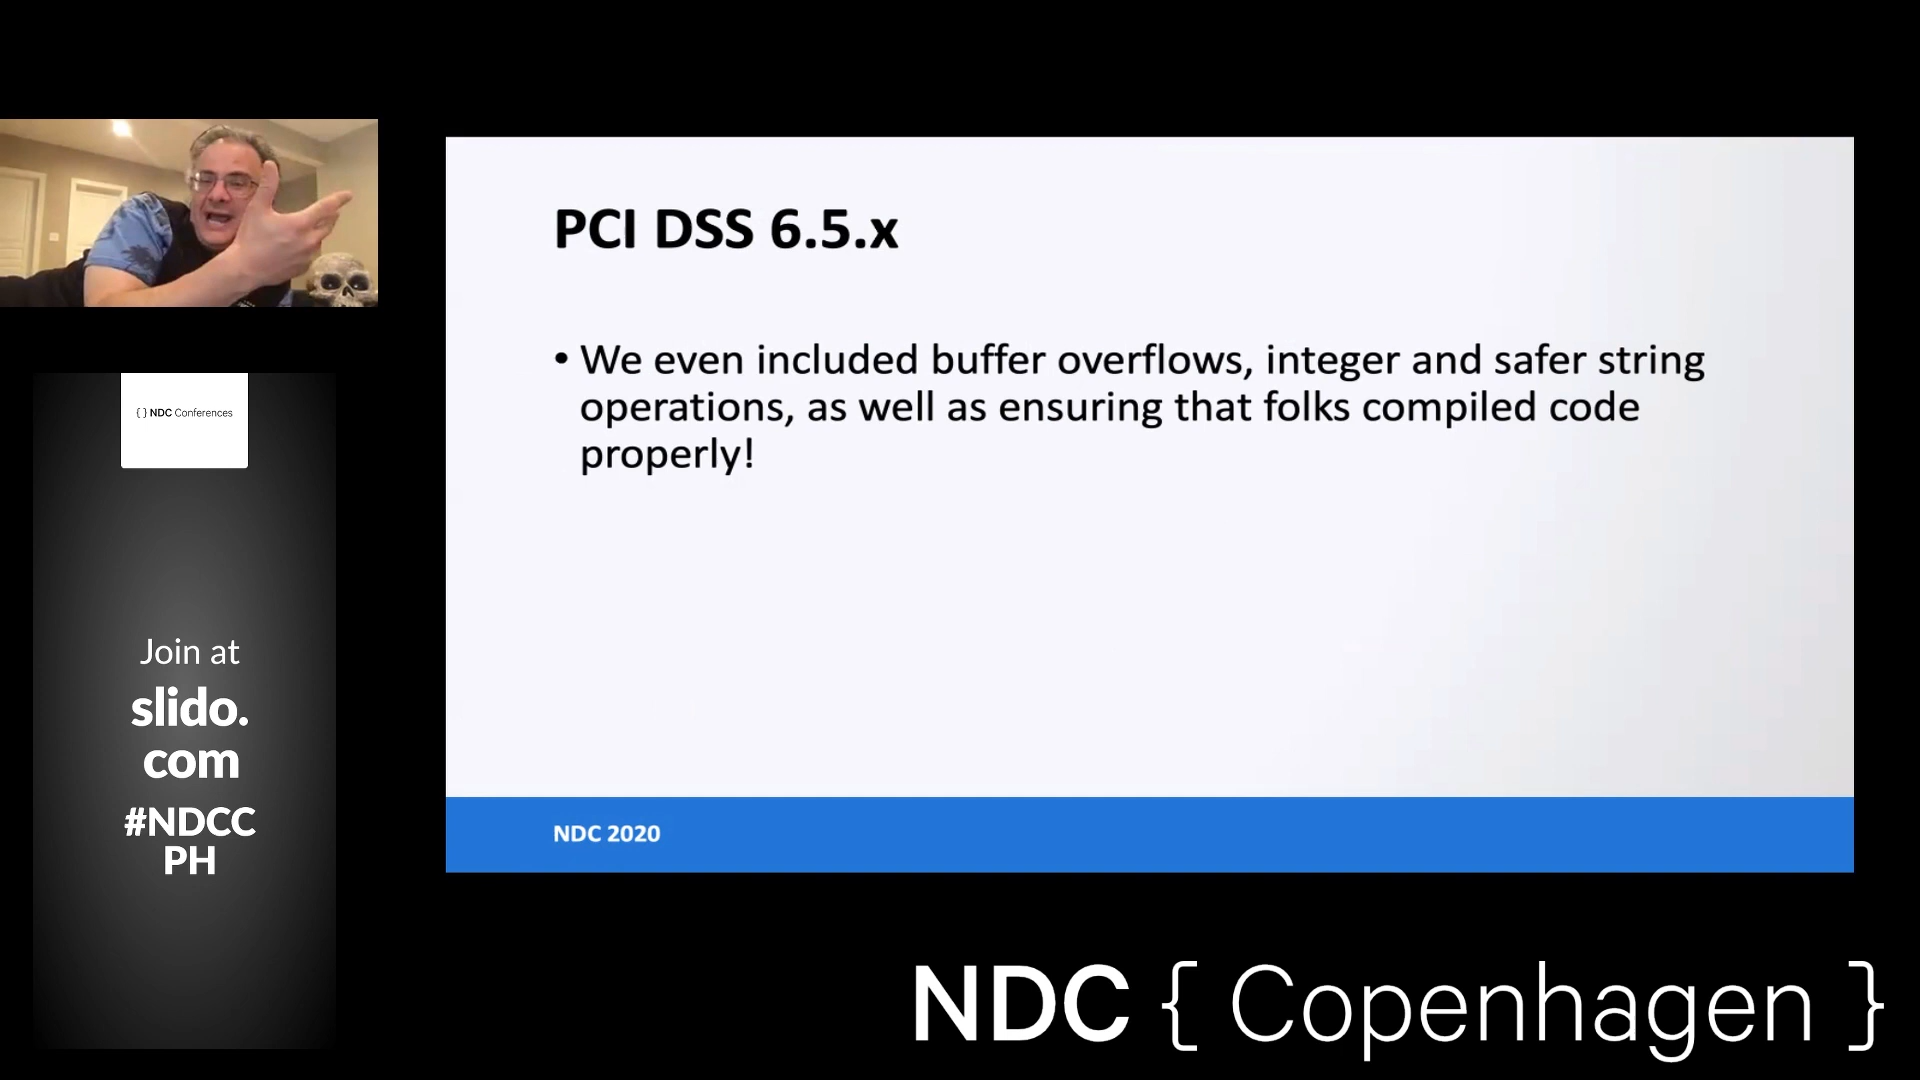 { } NDC Conferences
Join at
slido.
com
#NDCC
PH
PCI DSS 6.5.x
• We even included buffer overflows, integer and safer string
operations, as well as ensuring that folks compiled code
properly!
NDC 2020
NDC { Copenhagen }